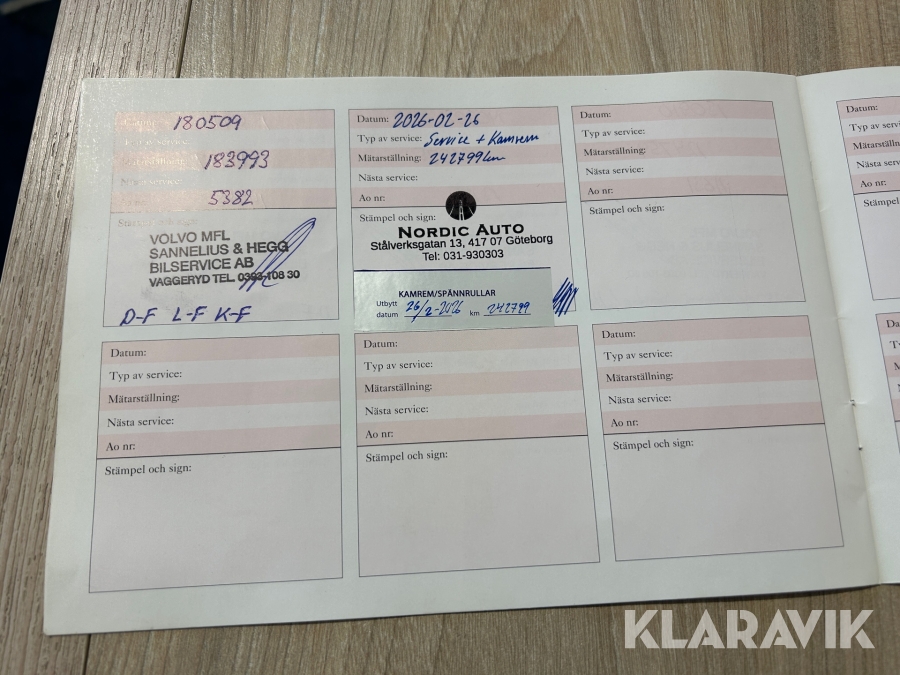 180509
183993
5382
VOLVO MFL
SANNELIUS & HEGG
BILSERVICE AB
VAGGERYD TEL. 0393-108 30
D-F L-F K-F
Datum: 2026-02-26
Typ av service: Service + Kamrem
Mätarställning: 242799km
Nästa service:
Ao nr:
Stämpel och sign:
NORDIC AUTO
Stålverksgatan 13, 417 07 Göteborg
Tel: 031-930303
KAMREM/SPÄNNRULLAR
Utbytt datum 26/2-2026 km 242799
Datum:
Typ av service:
Mätarställning:
Nästa service:
Ao nr:
Stämpel och sign:
Datum:
Typ av service:
Mätarställning:
Nästa service:
Ao nr:
Stämpel och sign:
Datum:
Typ av service:
Mätarställning:
Nästa service:
Ao nr:
Stämpel och sign:
Datum:
Typ av service:
Mätarställning:
Nästa service:
Ao nr:
Stämpel och sign:
Datum:
Typ av servi
Mätarställn
Nästa servi
Ao nr:
Stämpel
Datum:
KLARAVIK